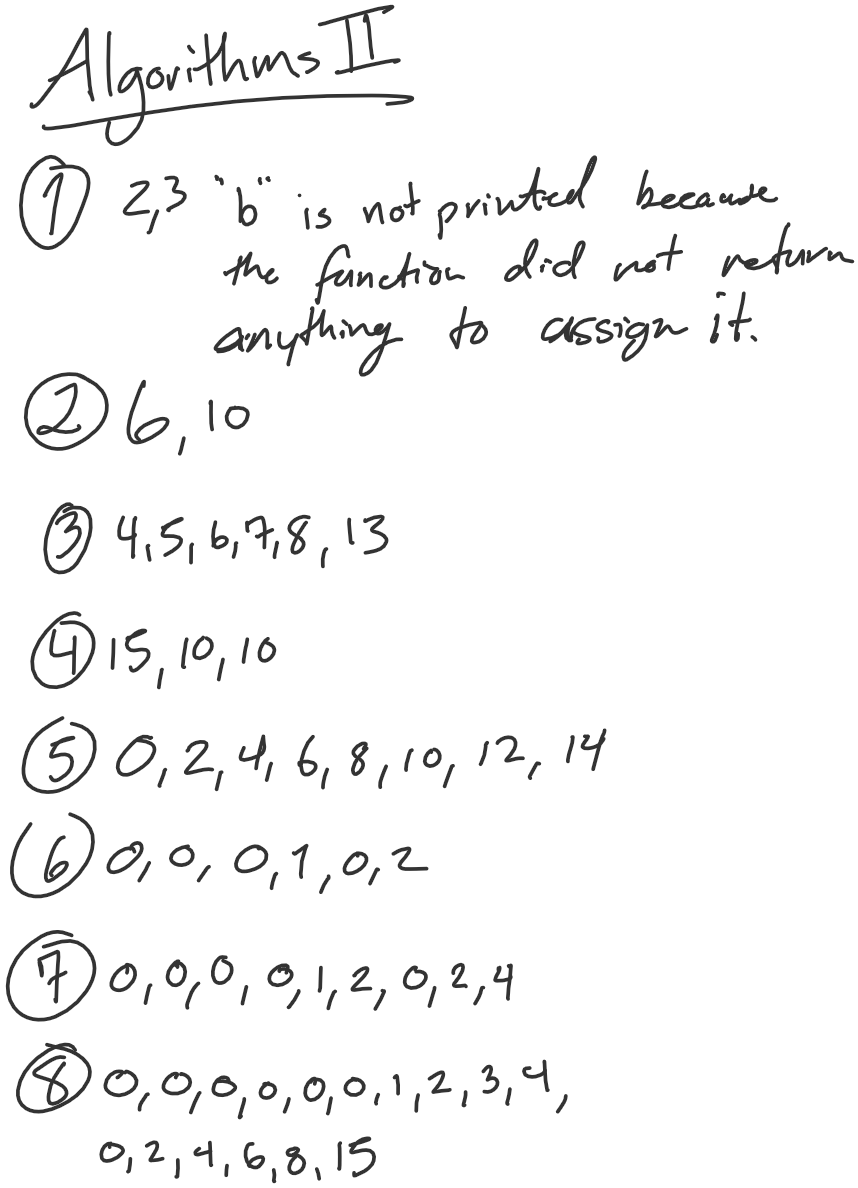 Algorithms II
① 2,3 "b" is not printed because
the function did not return
anything to assign it.
② 6, 10
③ 4, 5, 6, 7, 8, 13
④ 15, 10, 10
⑤ 0, 2, 4, 6, 8, 10, 12, 14
⑥ 0, 0, 0, 1, 0, 2
⑦ 0, 0, 0, 0, 1, 2, 0, 2, 4
⑧ 0, 0, 0, 0, 0, 0, 1, 2, 3, 4,
0, 2, 4, 6, 8, 15